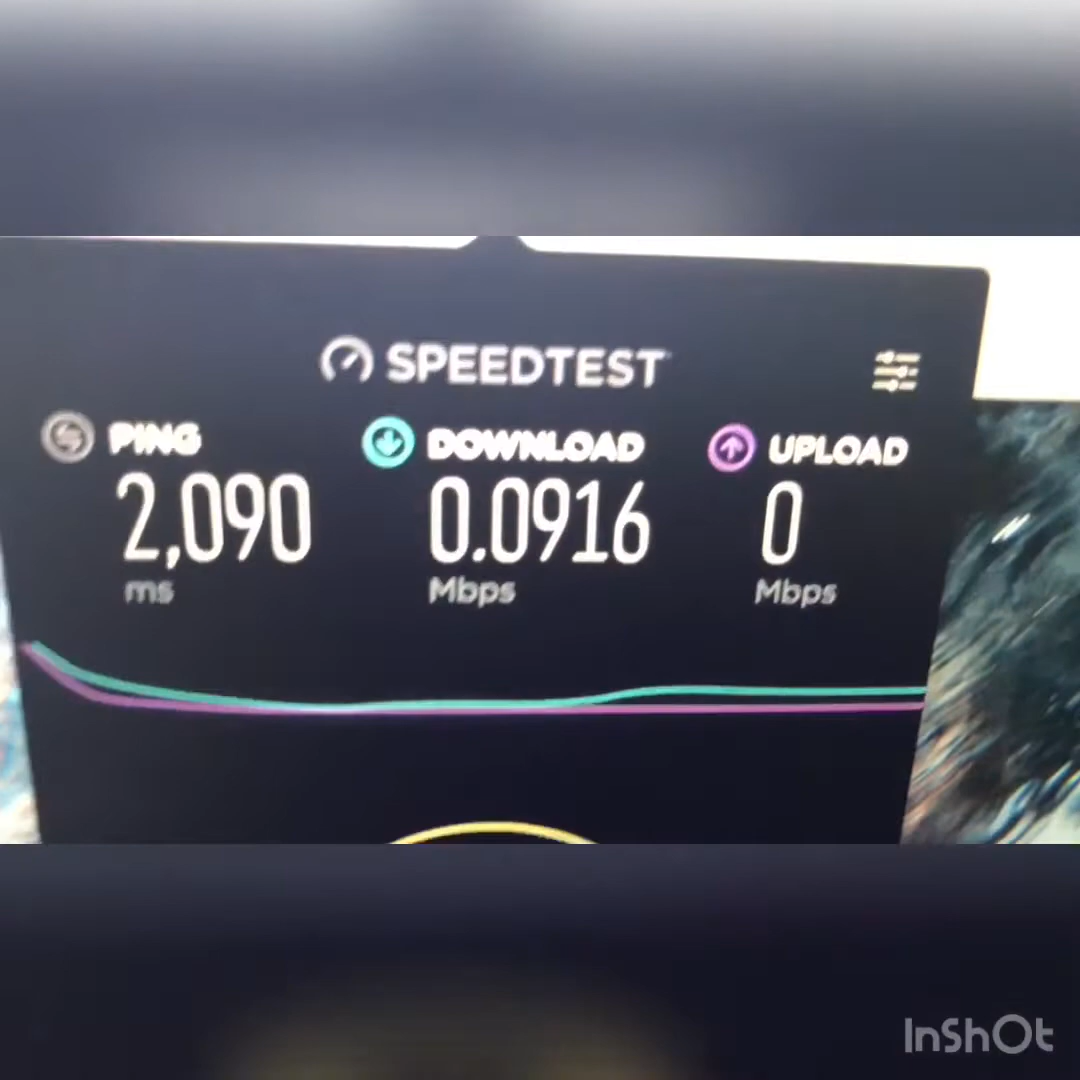 SPEEDTEST
PING DOWNLOAD UPLOAD
2,090 0.0916 0
ms Mbps Mbps
InShOt